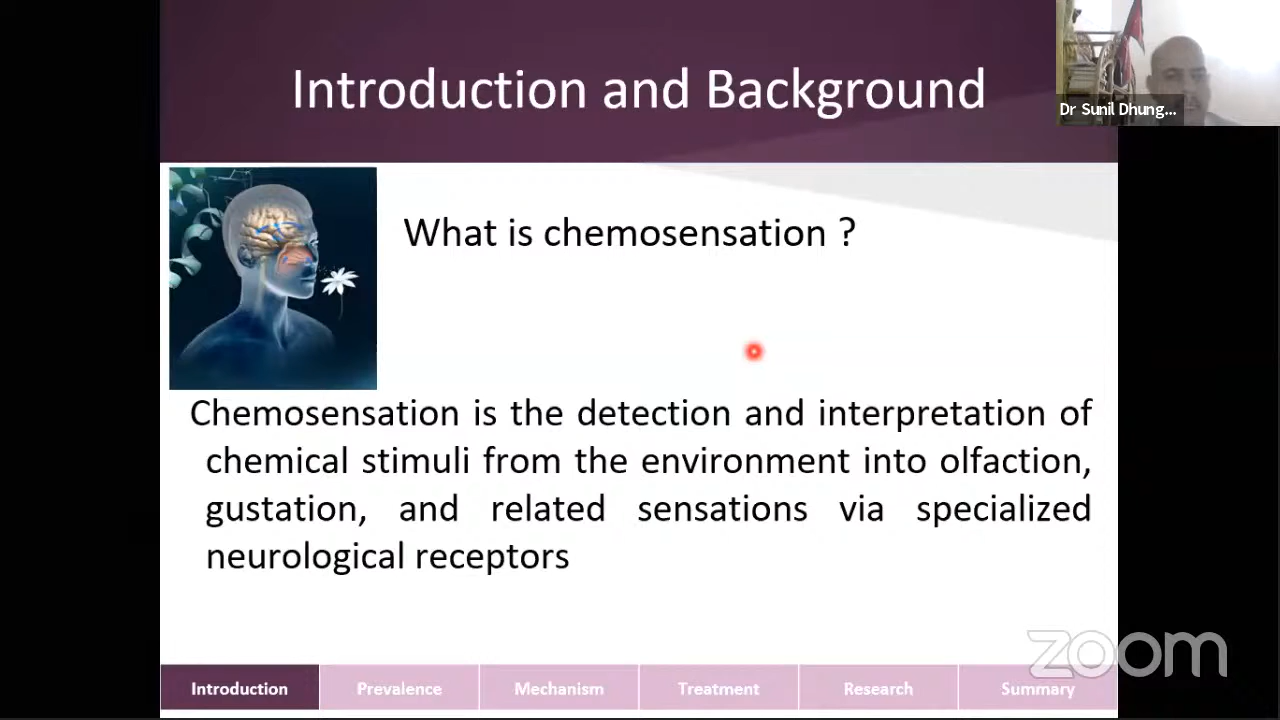 Introduction and Background
Dr Sunil Dhung...
What is chemosensation ?
Chemosensation is the detection and interpretation of
chemical stimuli from the environment into olfaction,
gustation, and related sensations via specialized
neurological receptors
zoom
Introduction
Prevalence
Mechanism
Treatment
Research
Summary